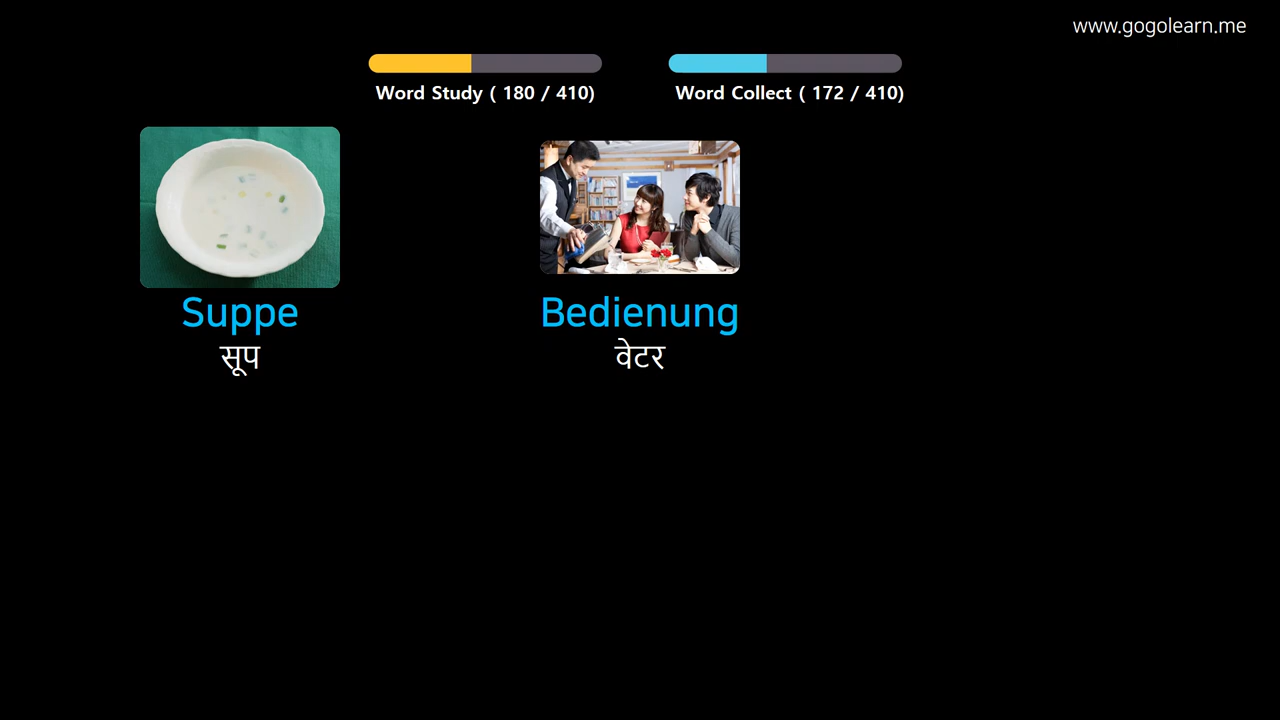 www.gogolearn.me
Word Study ( 180 / 410)
Word Collect ( 172 / 410)
Suppe
सूप
Bedienung
वेटर